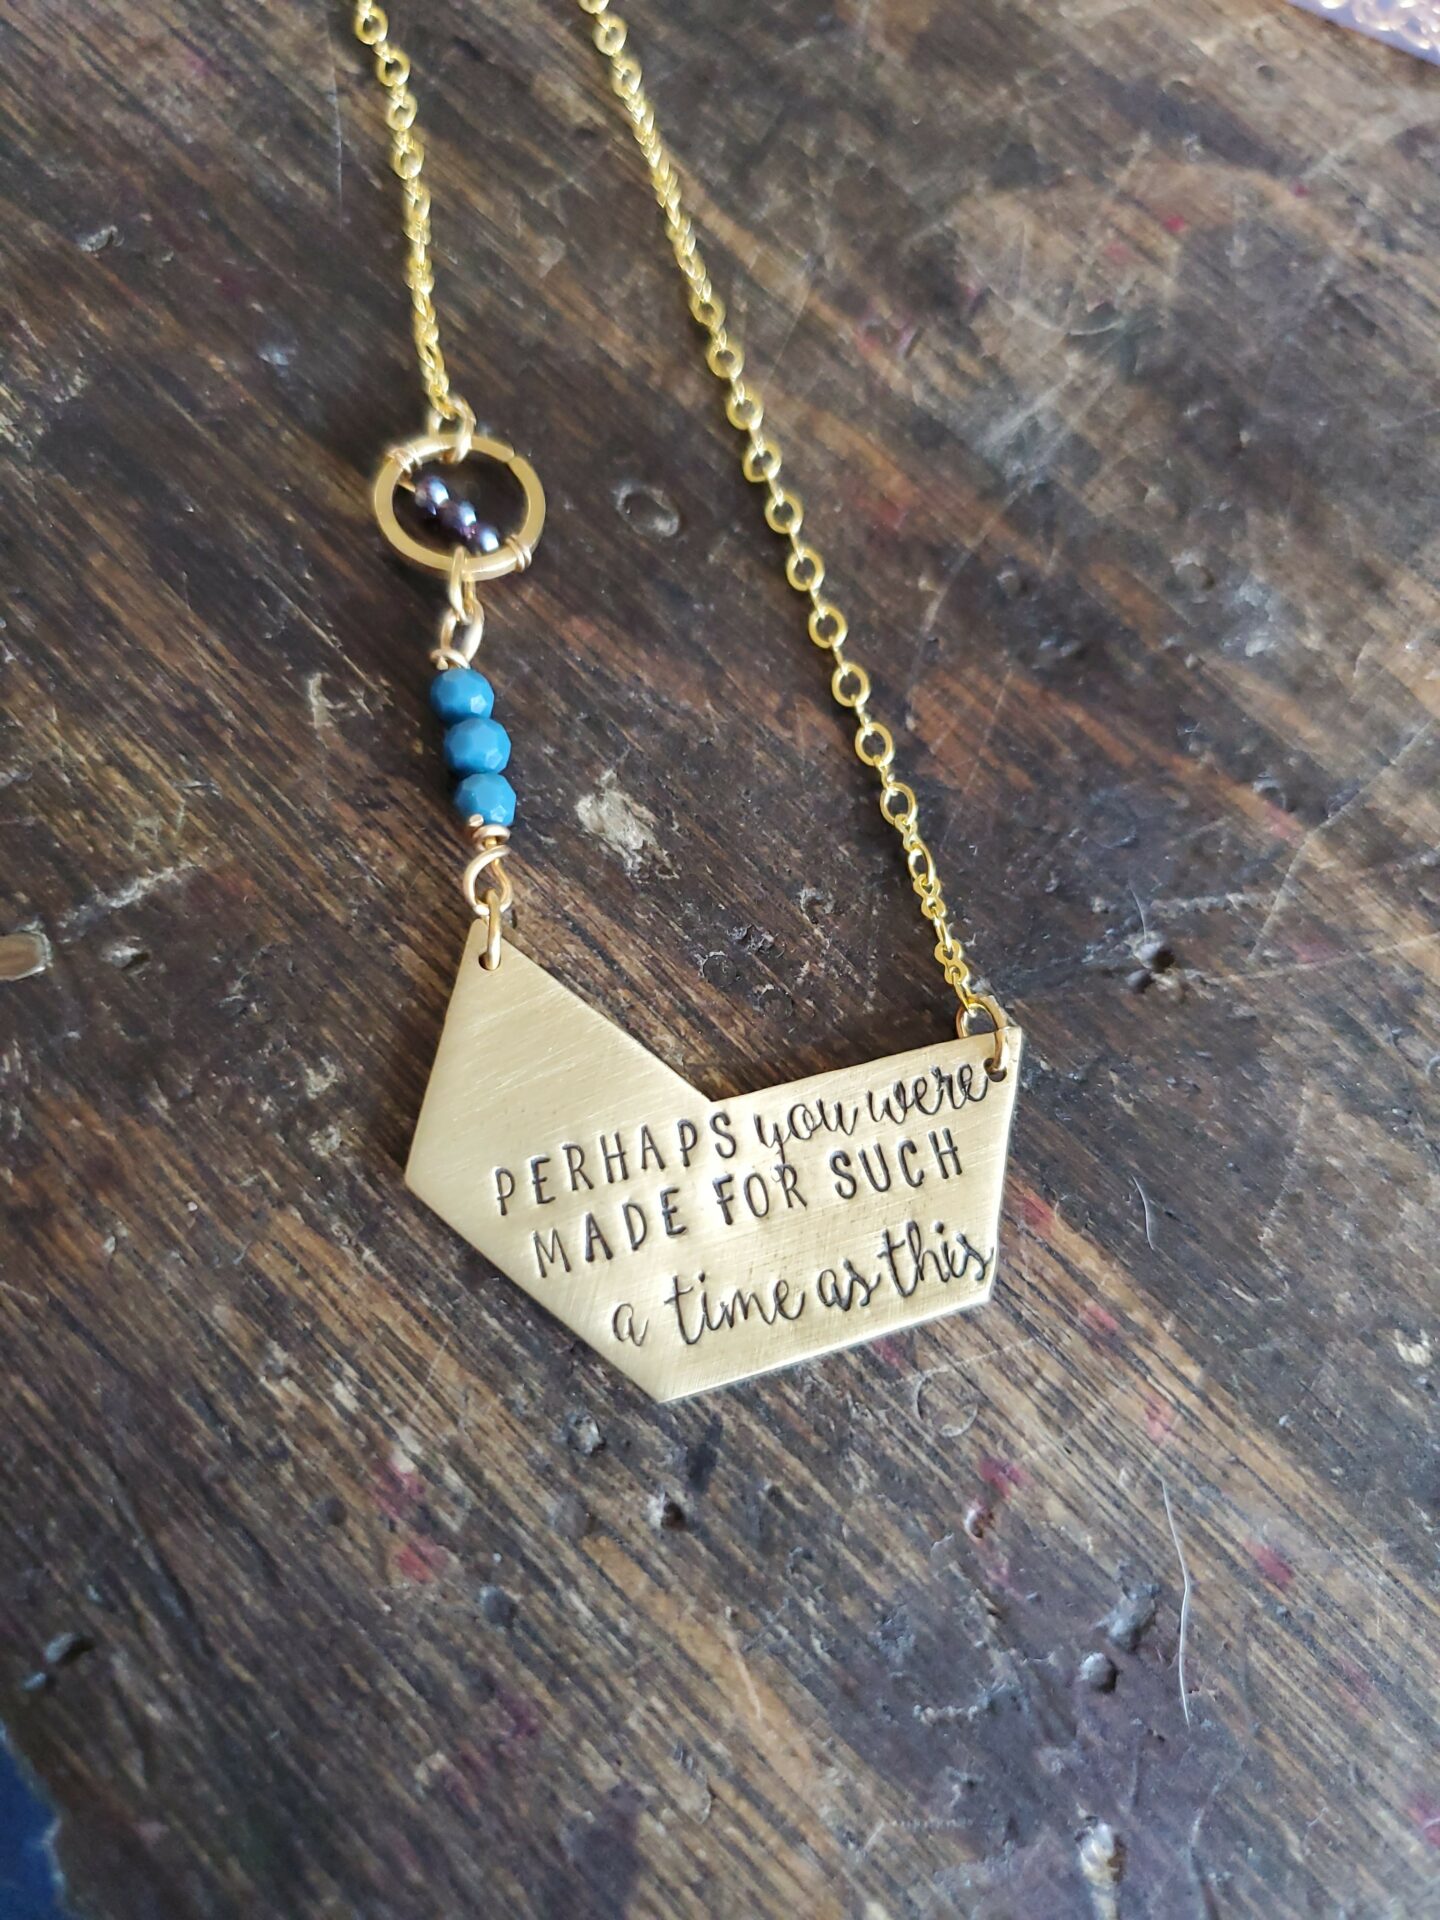 PERHAPS you were
MADE FOR SUCH
a time as this